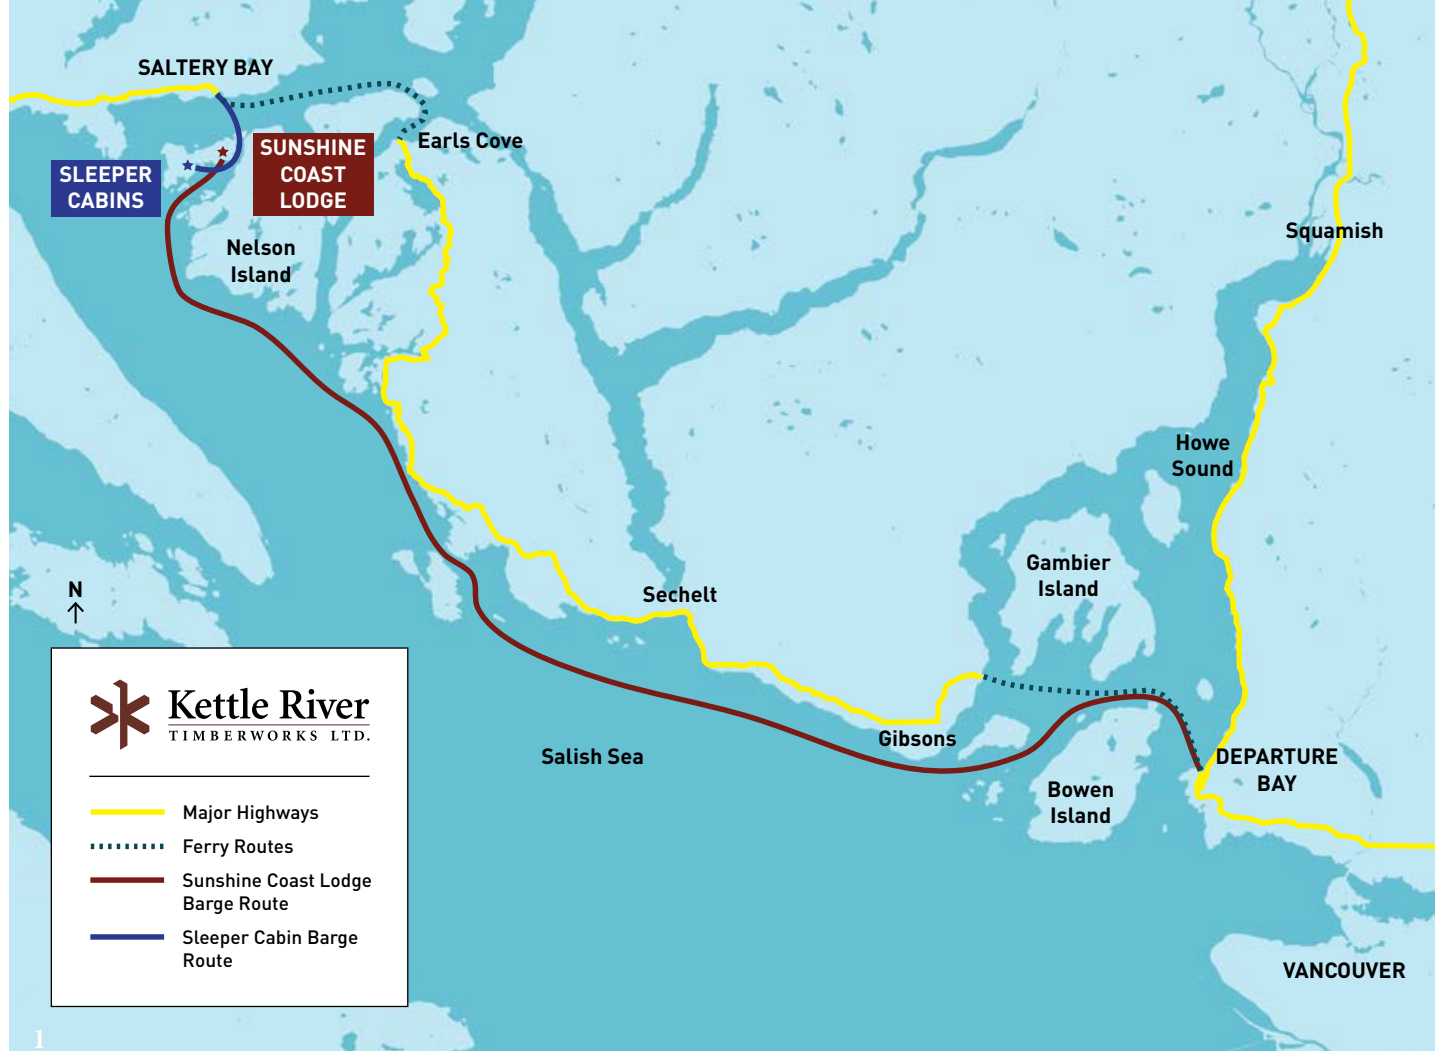 SALTERY BAY
Earls Cove
SUNSHINE
COAST
LODGE
SLEEPER
CABINS
Nelson
Island
Squamish
Howe
Sound
Gambier
Island
Sechelt
N
Gibsons
Salish Sea
Bowen
Island
DEPARTURE
BAY
VANCOUVER
Kettle River
TIMBERWORKS LTD.
Major Highways
Ferry Routes
Sunshine Coast Lodge
Barge Route
Sleeper Cabin Barge
Route
1